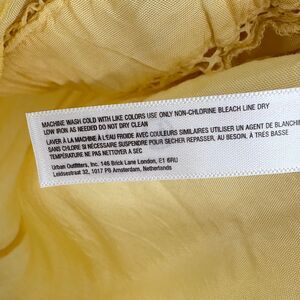 MACHINE WASH COLD WITH LIKE COLORS USE ONLY NON-CHLORINE BLEACH LINE DRY
LOW IRON AS NEEDED DO NOT DRY CLEAN
LAVER À LA MACHINE À L'EAU FROIDE AVEC COULEURS SIMILAIRES UTILISER UN AGENT DE BLANCHI
SANS CHLORE SI NÉCESSAIRE SUSPENDRE POUR SECHER REPASSER, AU BESOIN, À TRÈS BASSE
TEMPÉRATURE NE PAS NETTOYER A SEC
Urban Outfitters, Inc. 146 Brick Lane London, E1 6RU
Leidsestraat 32, 1017 PB Amsterdam, Netherlands